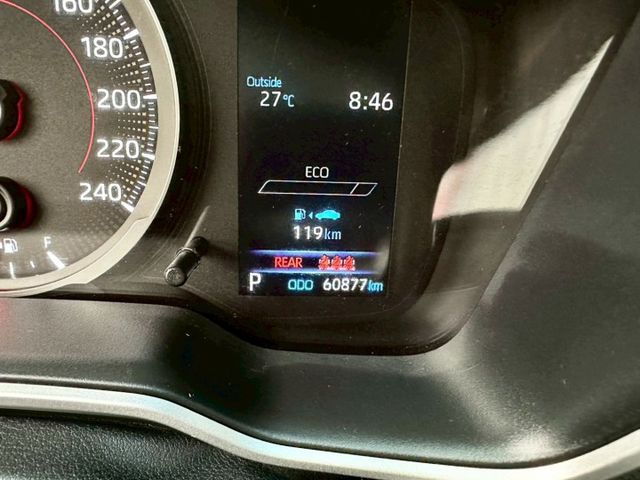 160
180
200
220
240
F
Outside
27°C 8:46
ECO
119km
REAR
P ODO 60877km